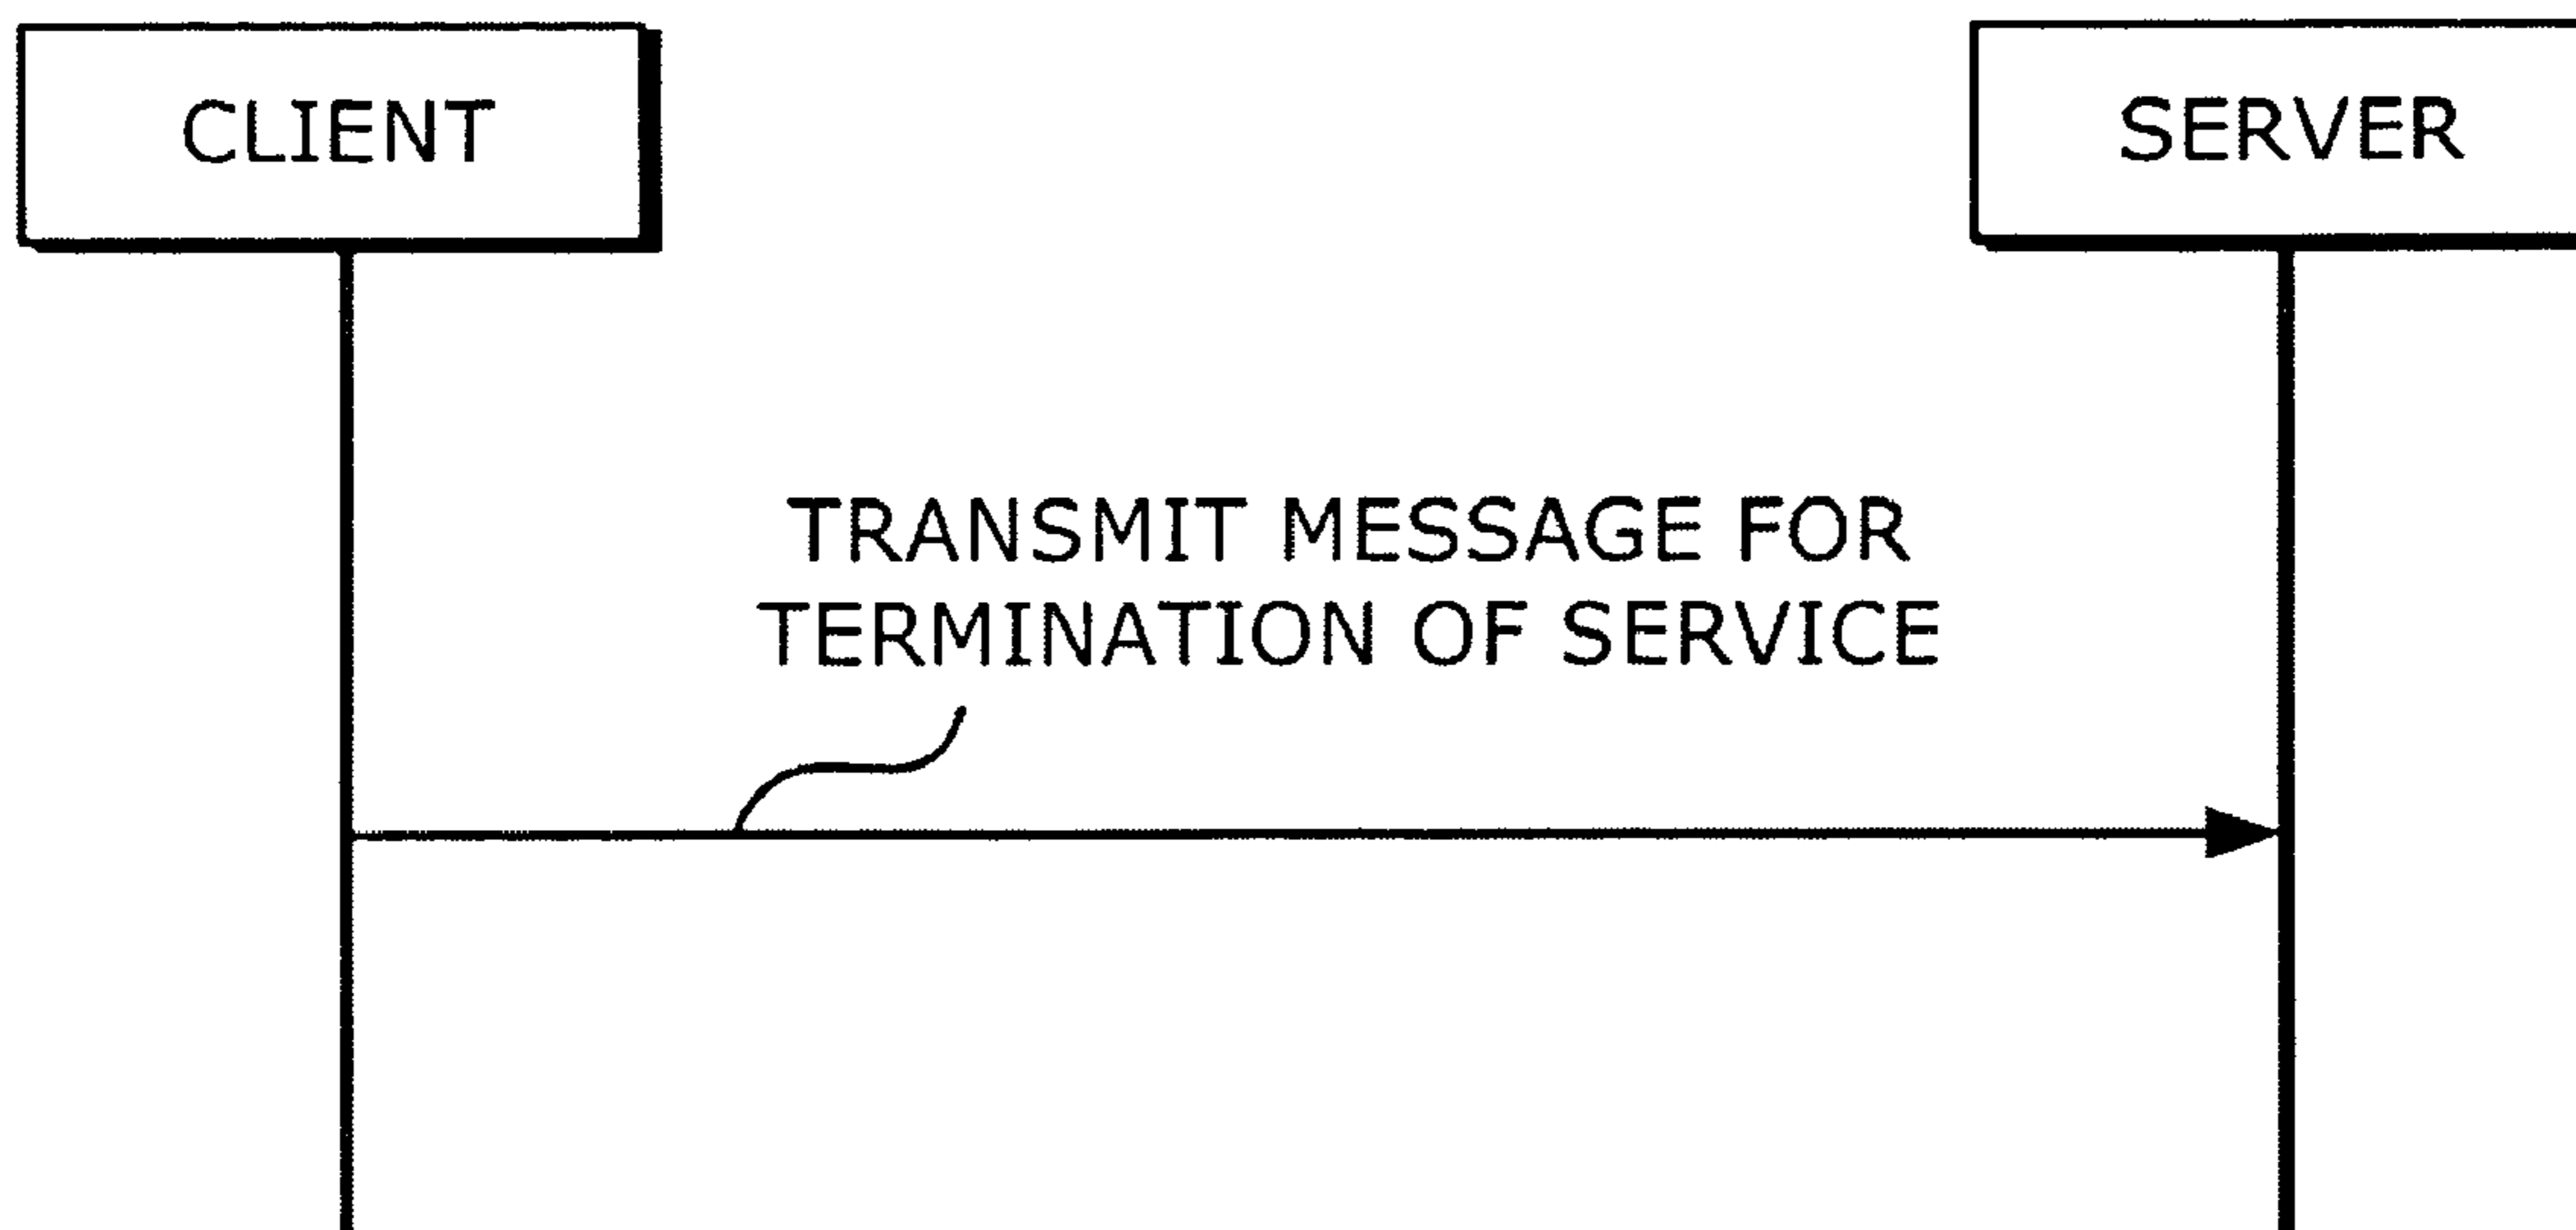 CLIENT
SERVER
TRANSMIT MESSAGE FOR
TERMINATION OF SERVICE